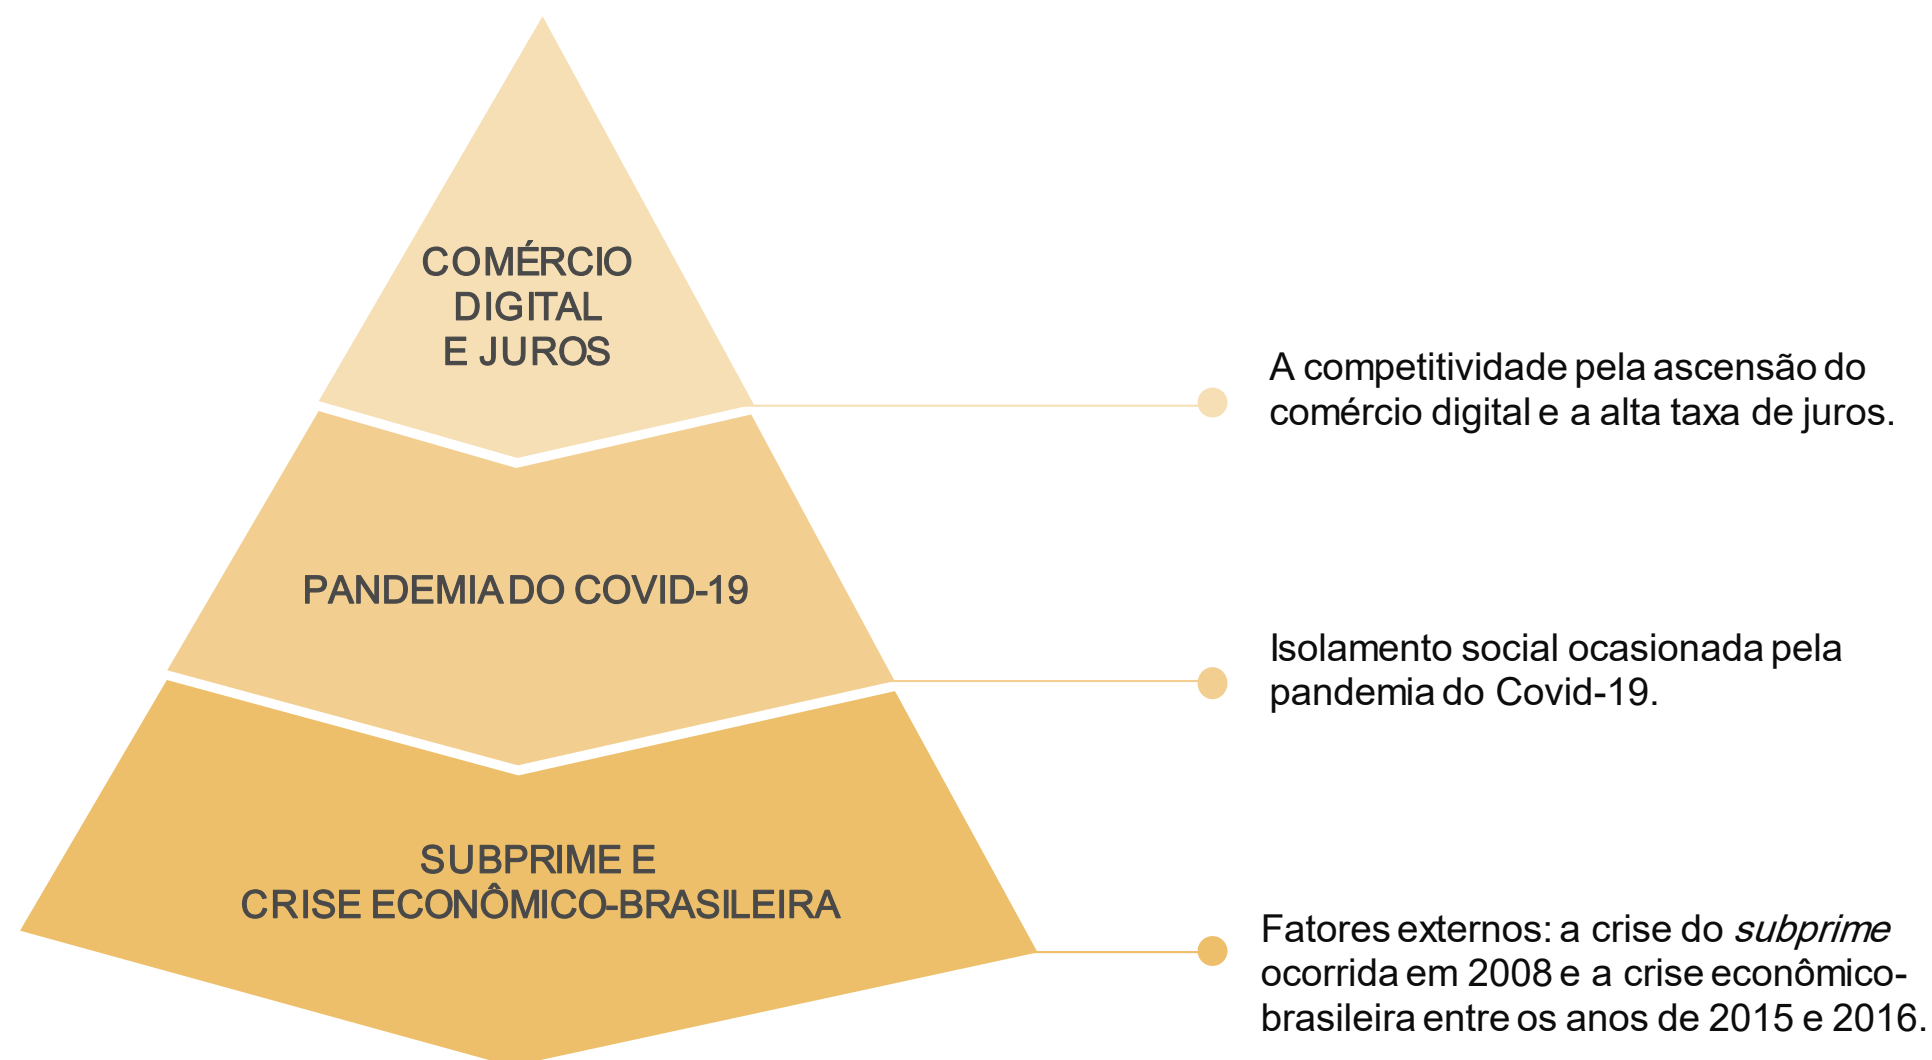 COMÉRCIO
DIGITAL
E JUROS
A competitividade pela ascensão do
comércio digital e a alta taxa de juros.
PANDEMIA DO COVID-19
Isolamento social ocasionada pela
pandemia do Covid-19.
SUBPRIME E
CRISE ECONÔMICO-BRASILEIRA
Fatores externos: a crise do subprime
ocorrida em 2008 e a crise econômico-
brasileira entre os anos de 2015 e 2016.